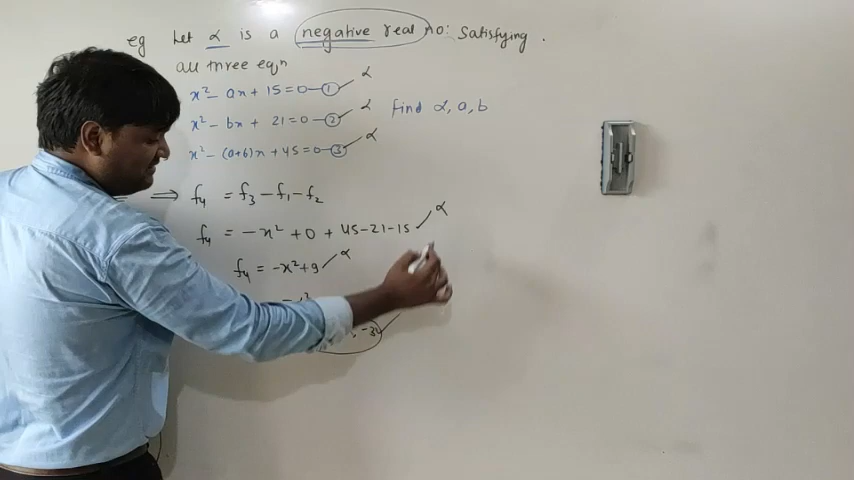 eg Let α is a negative real no: Satisfying .
all three eqn
x² - ax + 15 = 0 - ① α
x² - bx + 21 = 0 - ② α find α, a, b
x² - (a+b)x + 45 = 0 - ③ α
⟹ f₄ = f₃ - f₁ - f₂
f₄ = -x² + 0 + 45 - 21 - 15 α
f₄ = -x² + 9 α
-3